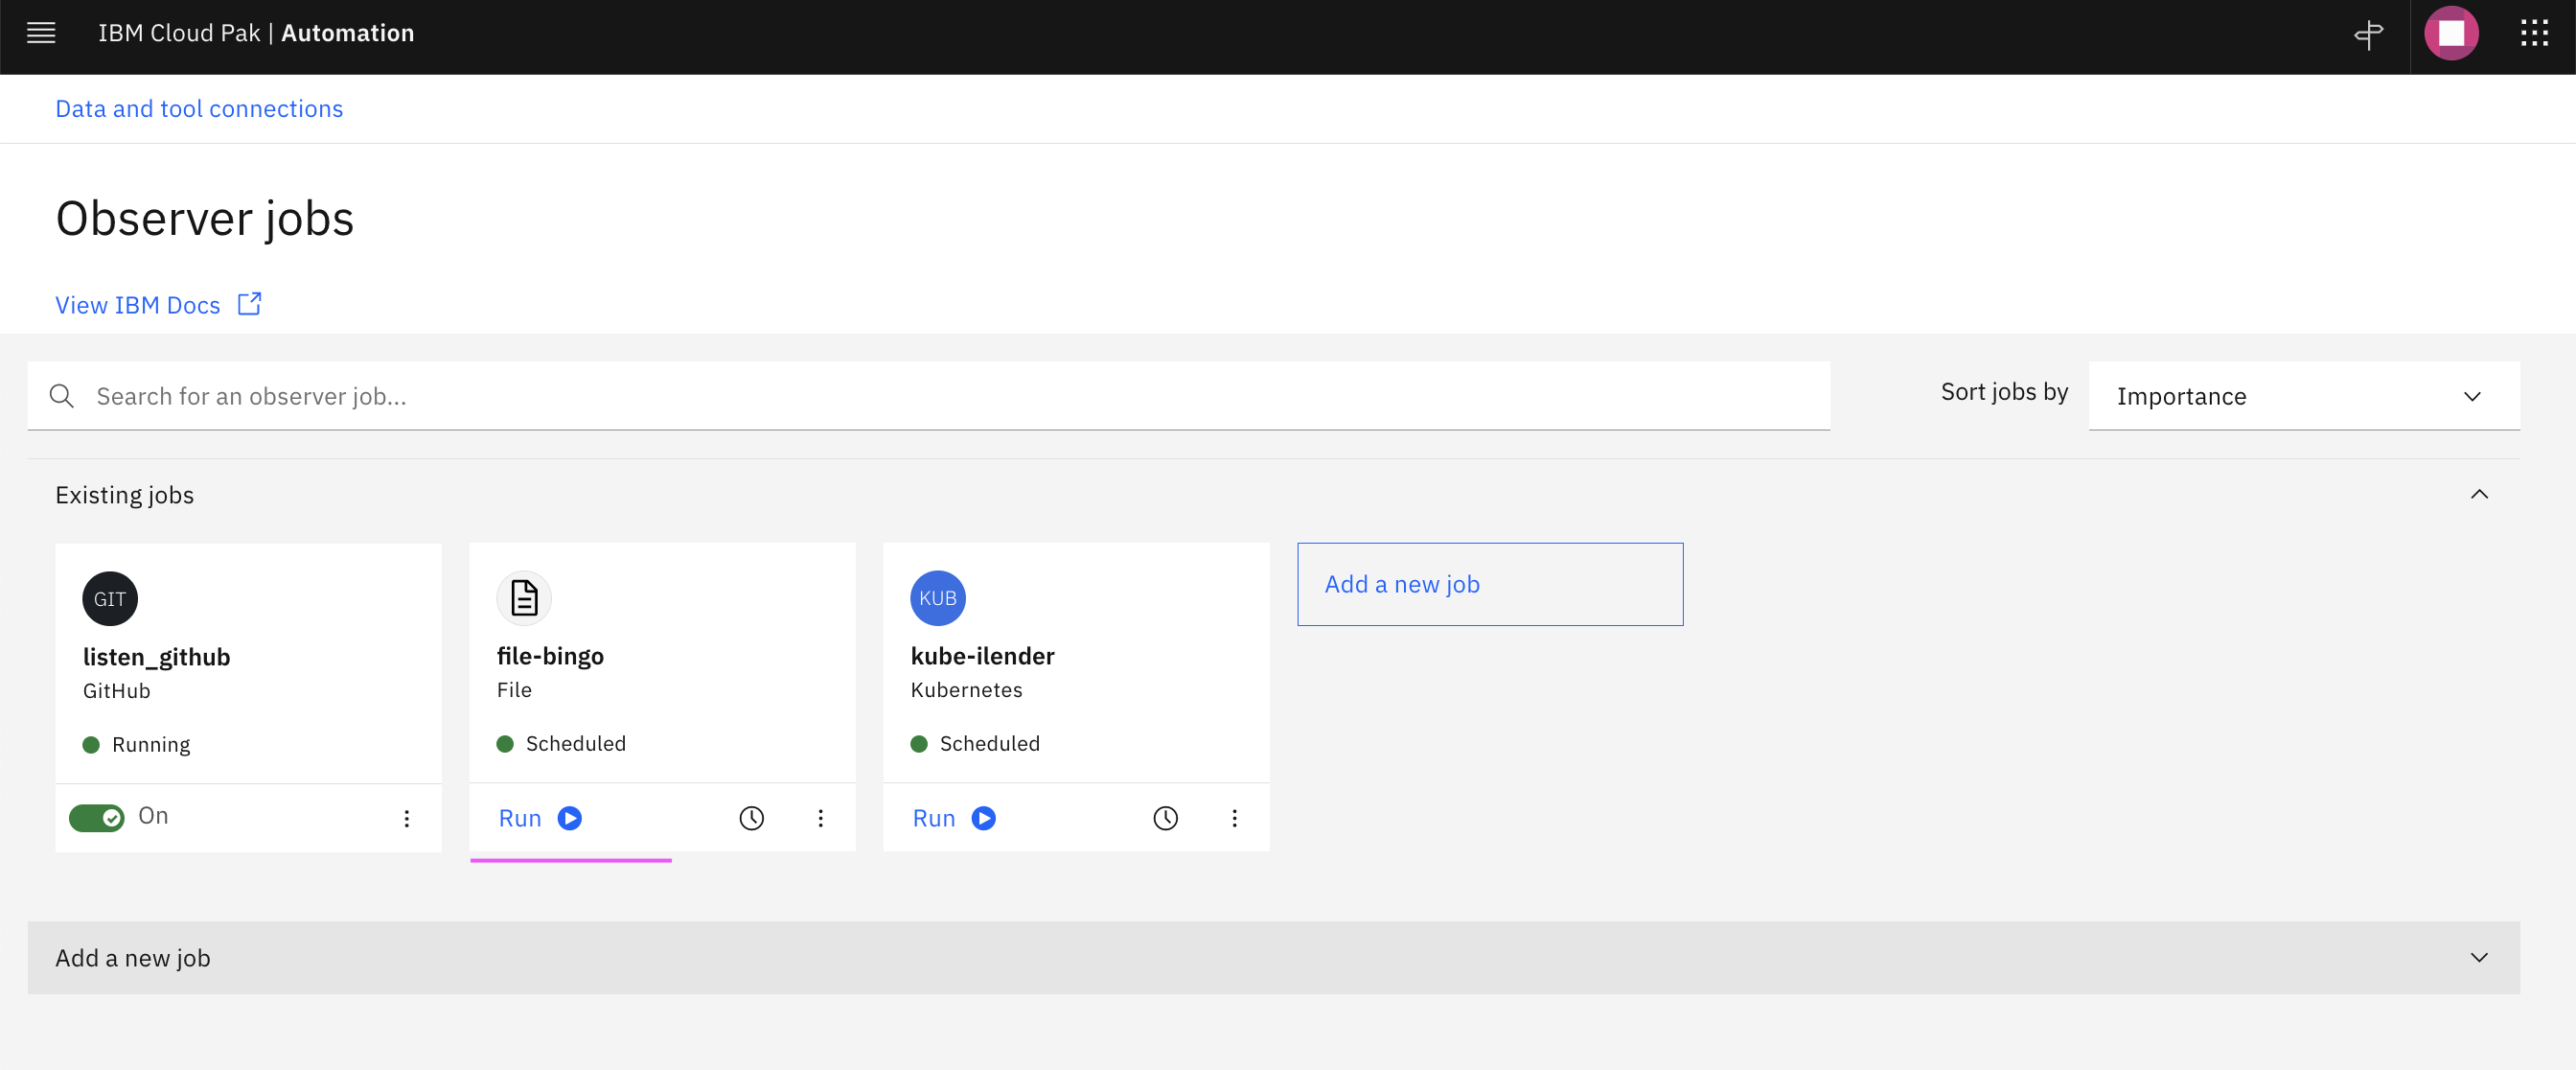 IBM Cloud Pak | Automation
Data and tool connections
Observer jobs
View IBM Docs
Search for an observer job...
Sort jobs by
Importance
Existing jobs
GIT
listen_github
GitHub
Running
On
file-bingo
File
Scheduled
Run
KUB
kube-ilender
Kubernetes
Scheduled
Run
Add a new job
Add a new job